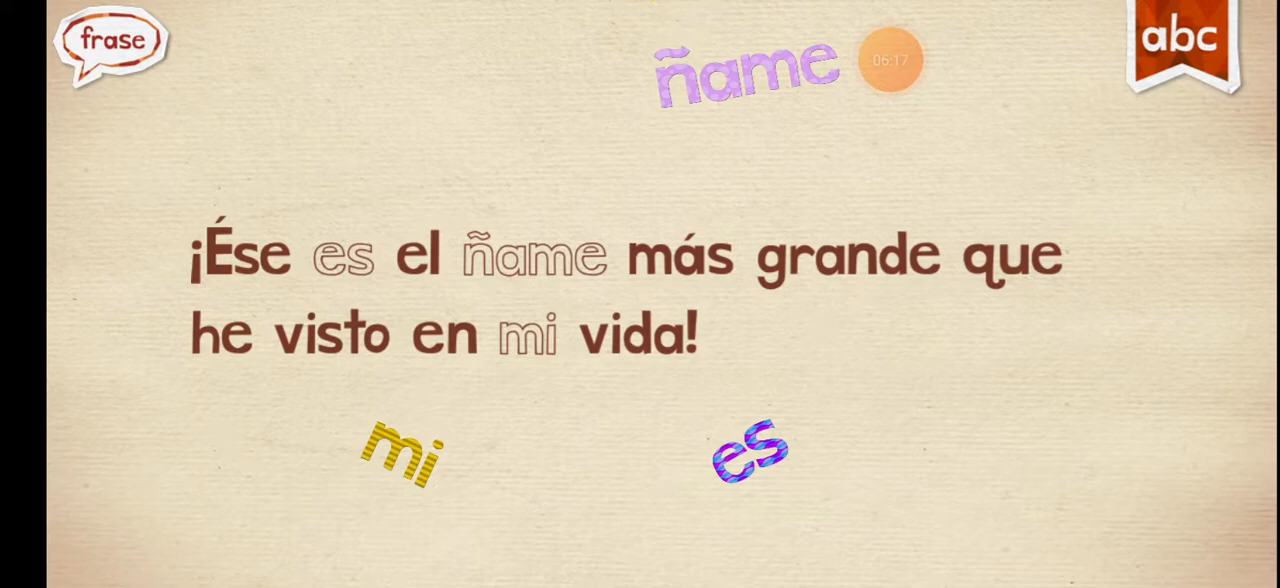 frase
ñame
06:17
abc
¡Ése es el ñame más grande que
he visto en mi vida!
mi
es